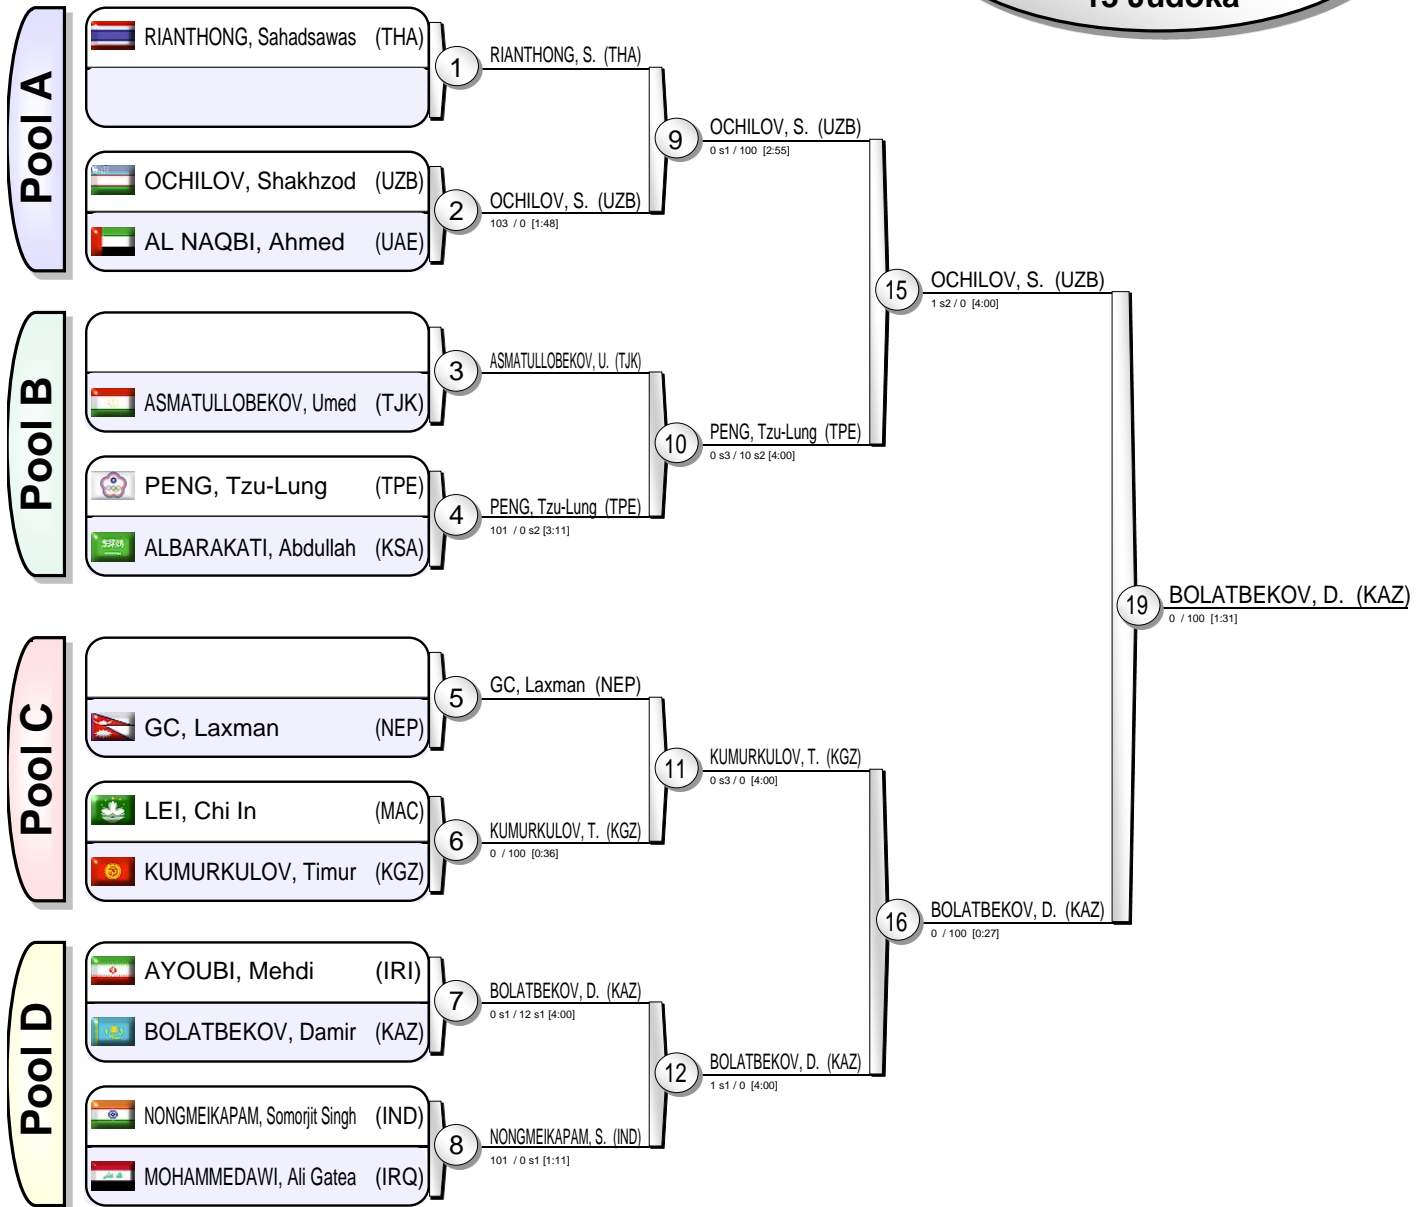 13 Judoka
Pool A
RIANTHONG, Sahadsawas (THA)
1
RIANTHONG, S. (THA)
OCHILOV, Shakhzod (UZB)
AL NAQBI, Ahmed (UAE)
2
OCHILOV, S. (UZB)
103 / 0 [1:48]
9
OCHILOV, S. (UZB)
0 s1 / 100 [2:55]
Pool B
ASMATULLOBEKOV, Umed (TJK)
3
ASMATULLOBEKOV, U. (TJK)
PENG, Tzu-Lung (TPE)
ALBARAKATI, Abdullah (KSA)
4
PENG, Tzu-Lung (TPE)
101 / 0 s2 [3:11]
10
PENG, Tzu-Lung (TPE)
0 s3 / 10 s2 [4:00]
15
OCHILOV, S. (UZB)
1 s2 / 0 [4:00]
Pool C
GC, Laxman (NEP)
5
GC, Laxman (NEP)
LEI, Chi In (MAC)
KUMURKULOV, Timur (KGZ)
6
KUMURKULOV, T. (KGZ)
0 / 100 [0:36]
11
KUMURKULOV, T. (KGZ)
0 s3 / 0 [4:00]
Pool D
AYOUBI, Mehdi (IRI)
BOLATBEKOV, Damir (KAZ)
7
BOLATBEKOV, D. (KAZ)
0 s1 / 12 s1 [4:00]
NONGMEIKAPAM, Somorjit Singh (IND)
MOHAMMEDAWI, Ali Gatea (IRQ)
8
NONGMEIKAPAM, S. (IND)
101 / 0 s1 [1:11]
12
BOLATBEKOV, D. (KAZ)
1 s1 / 0 [4:00]
16
BOLATBEKOV, D. (KAZ)
0 / 100 [0:27]
19
BOLATBEKOV, D. (KAZ)
0 / 100 [1:31]